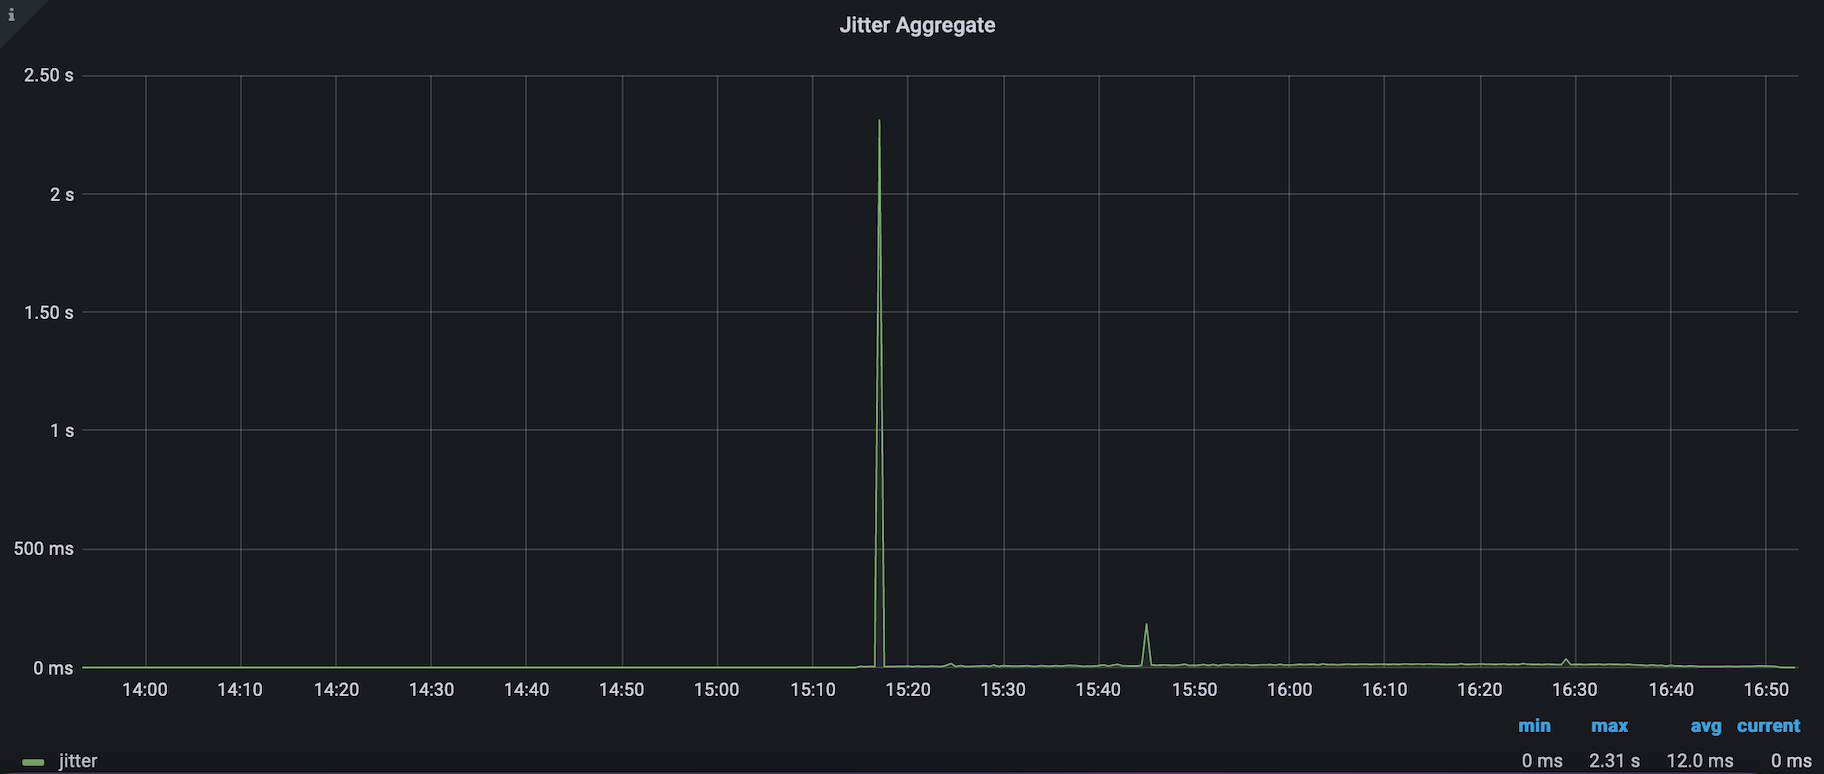 i
Jitter Aggregate
2.50 s
2 s
1.50 s
1 s
500 ms
0 ms
14:00 14:10 14:20 14:30 14:40 14:50 15:00 15:10 15:20 15:30 15:40 15:50 16:00 16:10 16:20 16:30 16:40 16:50
min max avg current
jitter 0 ms 2.31 s 12.0 ms 0 ms